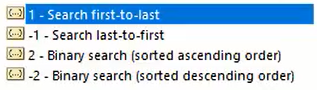 (...) 1 - Search first-to-last
(...) -1 - Search last-to-first
(...) 2 - Binary search (sorted ascending order)
(...) -2 - Binary search (sorted descending order)